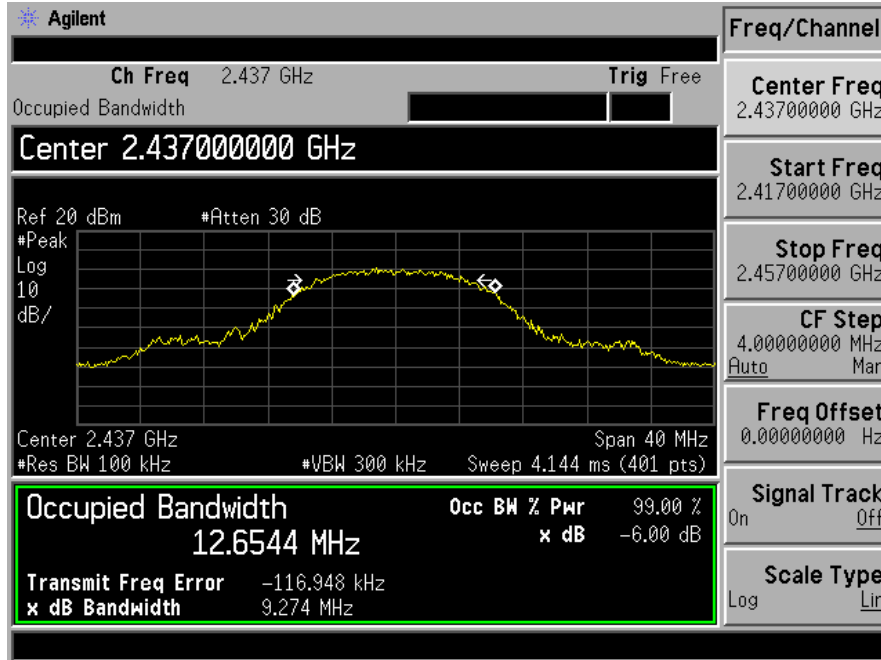 Agilent
Ch Freq 2.437 GHz Trig Free
Occupied Bandwidth
Center 2.437000000 GHz
Ref 20 dBm #Atten 30 dB
#Peak
Log
10
dB/
Center 2.437 GHz Span 40 MHz
#Res BW 100 kHz #VBW 300 kHz Sweep 4.144 ms (401 pts)
Occupied Bandwidth
12.6544 MHz
Occ BW % Pwr 99.00 %
x dB -6.00 dB
Transmit Freq Error -116.948 kHz
x dB Bandwidth 9.274 MHz
Freq/Channel
Center Freq
2.43700000 GHz
Start Freq
2.41700000 GHz
Stop Freq
2.45700000 GHz
CF Step
4.00000000 MHz
Auto Man
Freq Offset
0.00000000 Hz
Signal Track
On Off
Scale Type
Log Lin